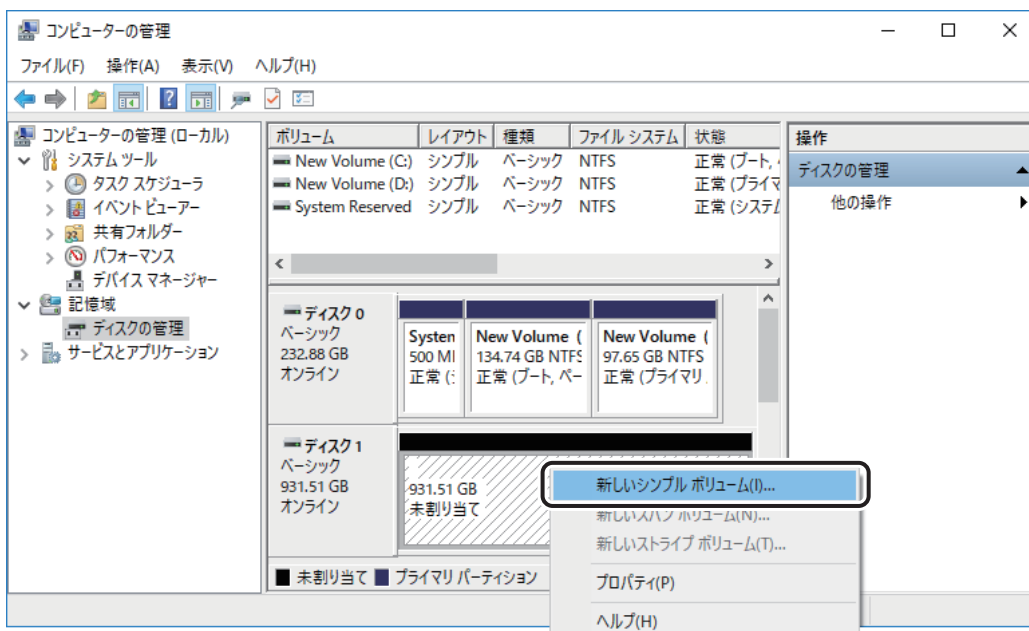 コンピューターの管理
ファイル(F) 操作(A) 表示(V) ヘルプ(H)
コンピューターの管理 (ローカル)
システム ツール
タスク スケジューラ
イベント ビューアー
共有フォルダー
パフォーマンス
デバイス マネージャー
記憶域
ディスクの管理
サービスとアプリケーション
ボリューム レイアウト 種類 ファイル システム 状態
New Volume (C:) シンプル ベーシック NTFS 正常 (ブート,
New Volume (D:) シンプル ベーシック NTFS 正常 (プライマ
System Reserved シンプル ベーシック NTFS 正常 (システム
ディスク 0
ベーシック
232.88 GB
オンライン
System
500 MI
正常 (
New Volume (
134.74 GB NTFS
正常 (ブート, ペー
New Volume (
97.65 GB NTFS
正常 (プライマリ
ディスク 1
ベーシック
931.51 GB
オンライン
931.51 GB
未割り当て
未割り当て プライマリ パーティション
操作
ディスクの管理
他の操作
新しいシンプル ボリューム(I)...
新しいスパン ボリューム(N)...
新しいストライプ ボリューム(T)...
プロパティ(P)
ヘルプ(H)